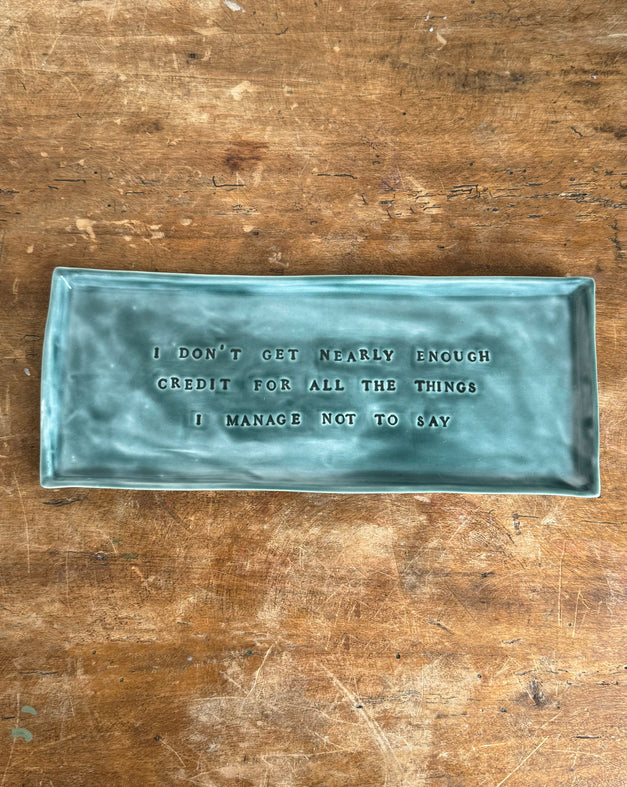 I DON'T GET NEARLY ENOUGH
CREDIT FOR ALL THE THINGS
I MANAGE NOT TO SAY